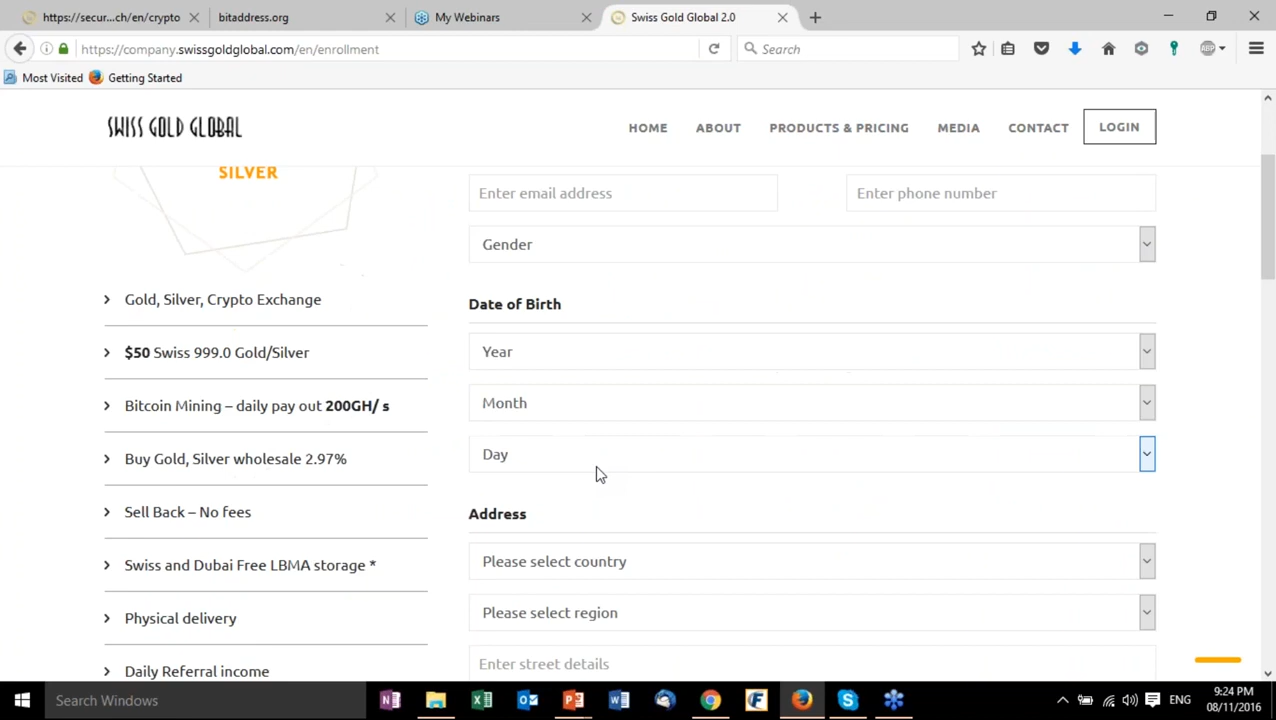 https://secur...ch/en/crypto
bitaddress.org
My Webinars
Swiss Gold Global 2.0
https://company.swissgoldglobal.com/en/enrollment
Search
ABP
Most Visited
Getting Started
SWISS GOLD GLOBAL
HOME
ABOUT
PRODUCTS & PRICING
MEDIA
CONTACT
LOGIN
SILVER
Gold, Silver, Crypto Exchange
$50 Swiss 999.0 Gold/Silver
Bitcoin Mining – daily pay out 200GH/ s
Buy Gold, Silver wholesale 2.97%
Sell Back – No fees
Swiss and Dubai Free LBMA storage *
Physical delivery
Daily Referral income
Enter email address
Enter phone number
Gender
Date of Birth
Year
Month
Day
Address
Please select country
Please select region
Enter street details
Search Windows
ENG
9:24 PM
08/11/2016